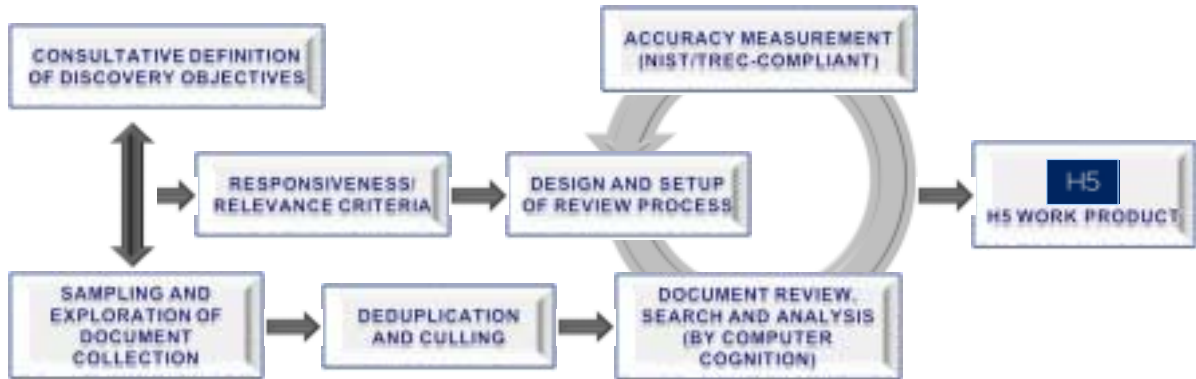 CONSULTATIVE DEFINITION
OF DISCOVERY OBJECTIVES
ACCURACY MEASUREMENT
(NIST/TREC-COMPLIANT)
RESPONSIVENESS/
RELEVANCE CRITERIA
DESIGN AND SETUP
OF REVIEW PROCESS
H5
H5 WORK PRODUCT
SAMPLING AND
EXPLORATION OF
DOCUMENT
COLLECTION
DEDUPLICATION
AND CULLING
DOCUMENT REVIEW,
SEARCH AND ANALYSIS
(BY COMPUTER
COGNITION)